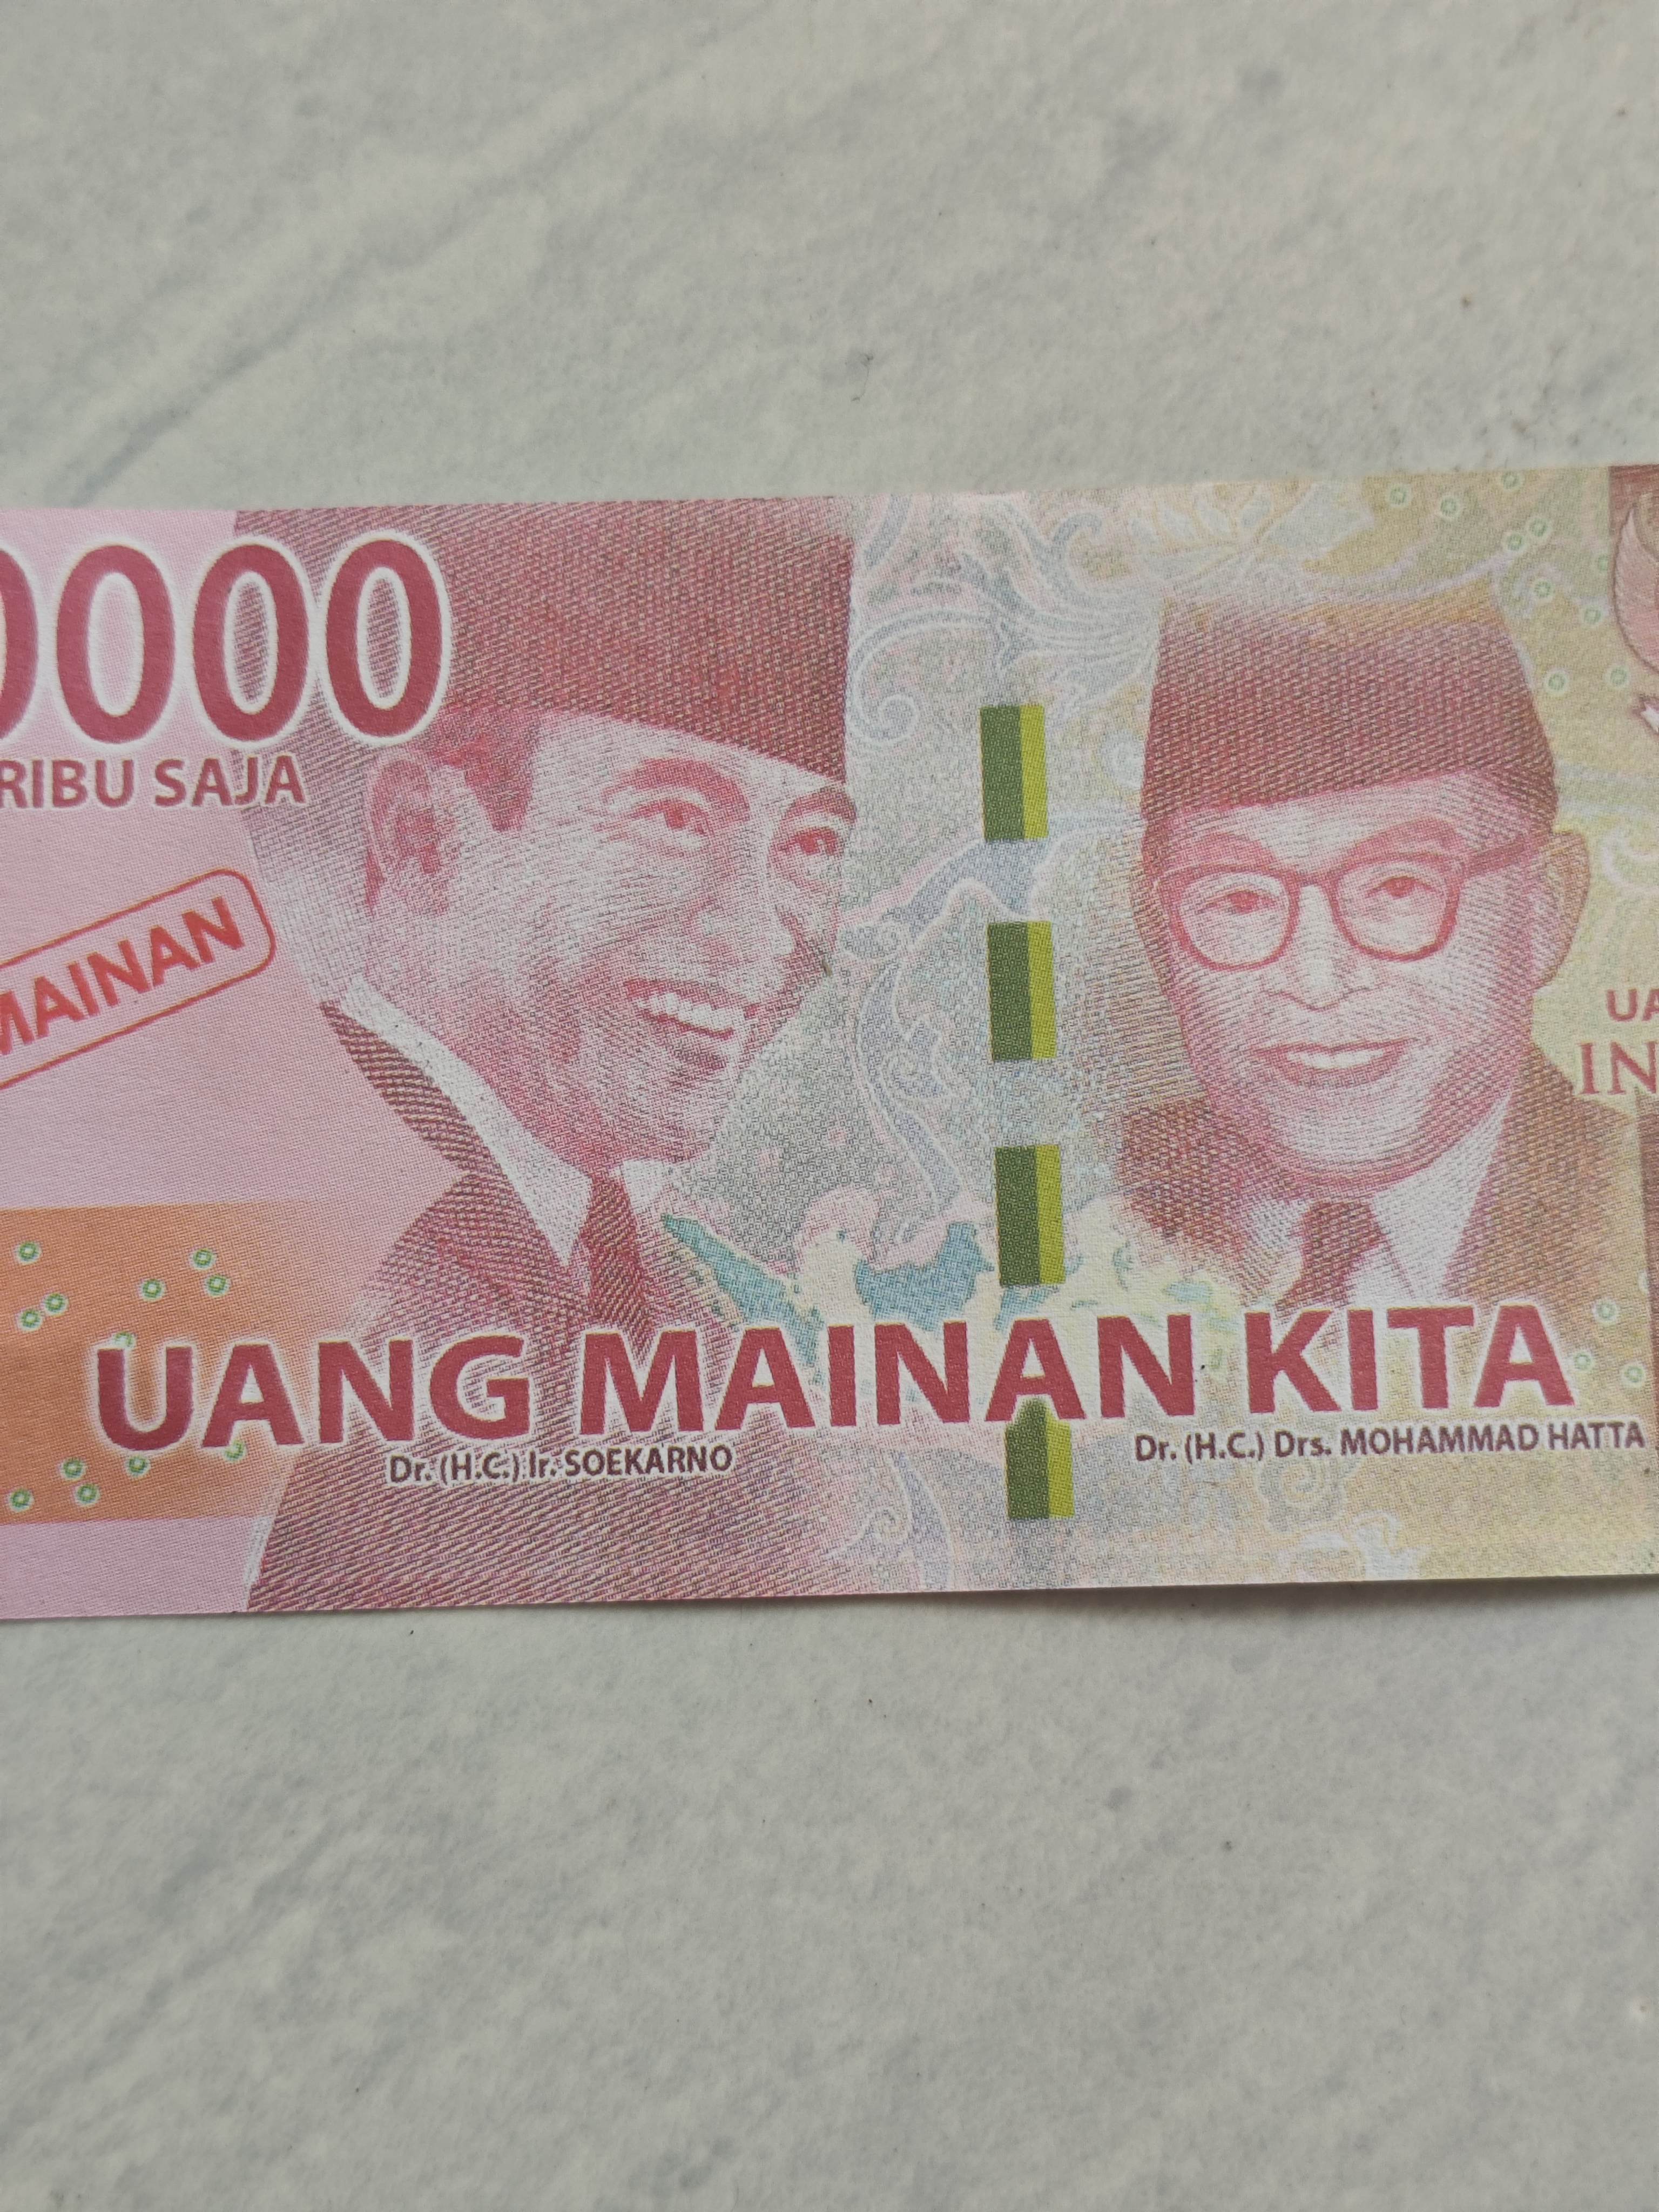 0000
RIBU SAJA
MAINAN
UA
IN
UANG MAINAN KITA
Dr. (H.C.) Ir. SOEKARNO
Dr. (H.C.) Drs. MOHAMMAD HATTA